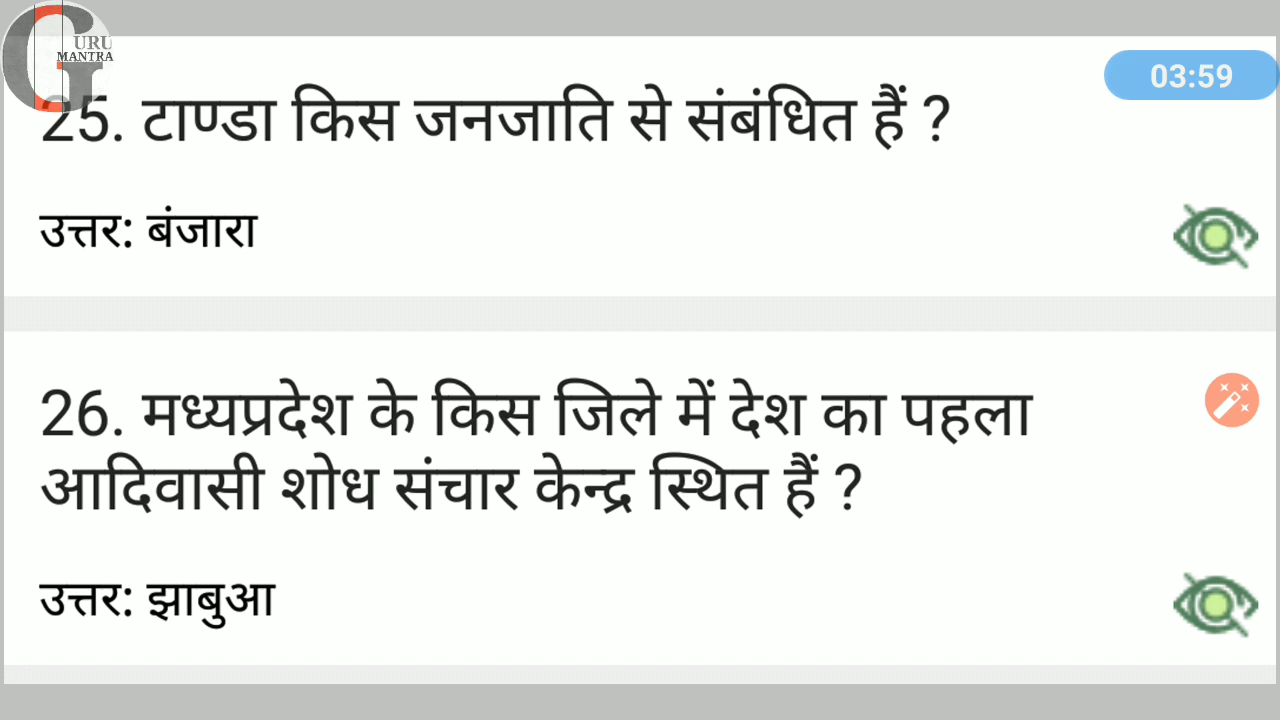 GURU
MANTRA
03:59
25. टाण्डा किस जनजाति से संबंधित हैं ?
उत्तर: बंजारा
26. मध्यप्रदेश के किस जिले में देश का पहला
आदिवासी शोध संचार केन्द्र स्थित हैं ?
उत्तर: झाबुआ